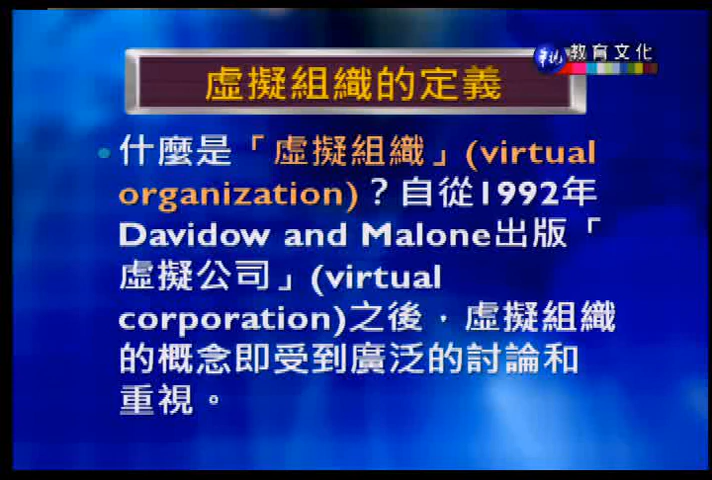 華視 教育文化
虛擬組織的定義
•什麼是「虛擬組織」(virtual
organization)？自從1992年
Davidow and Malone出版「
虛擬公司」(virtual
corporation)之後，虛擬組織
的概念即受到廣泛的討論和
重視。